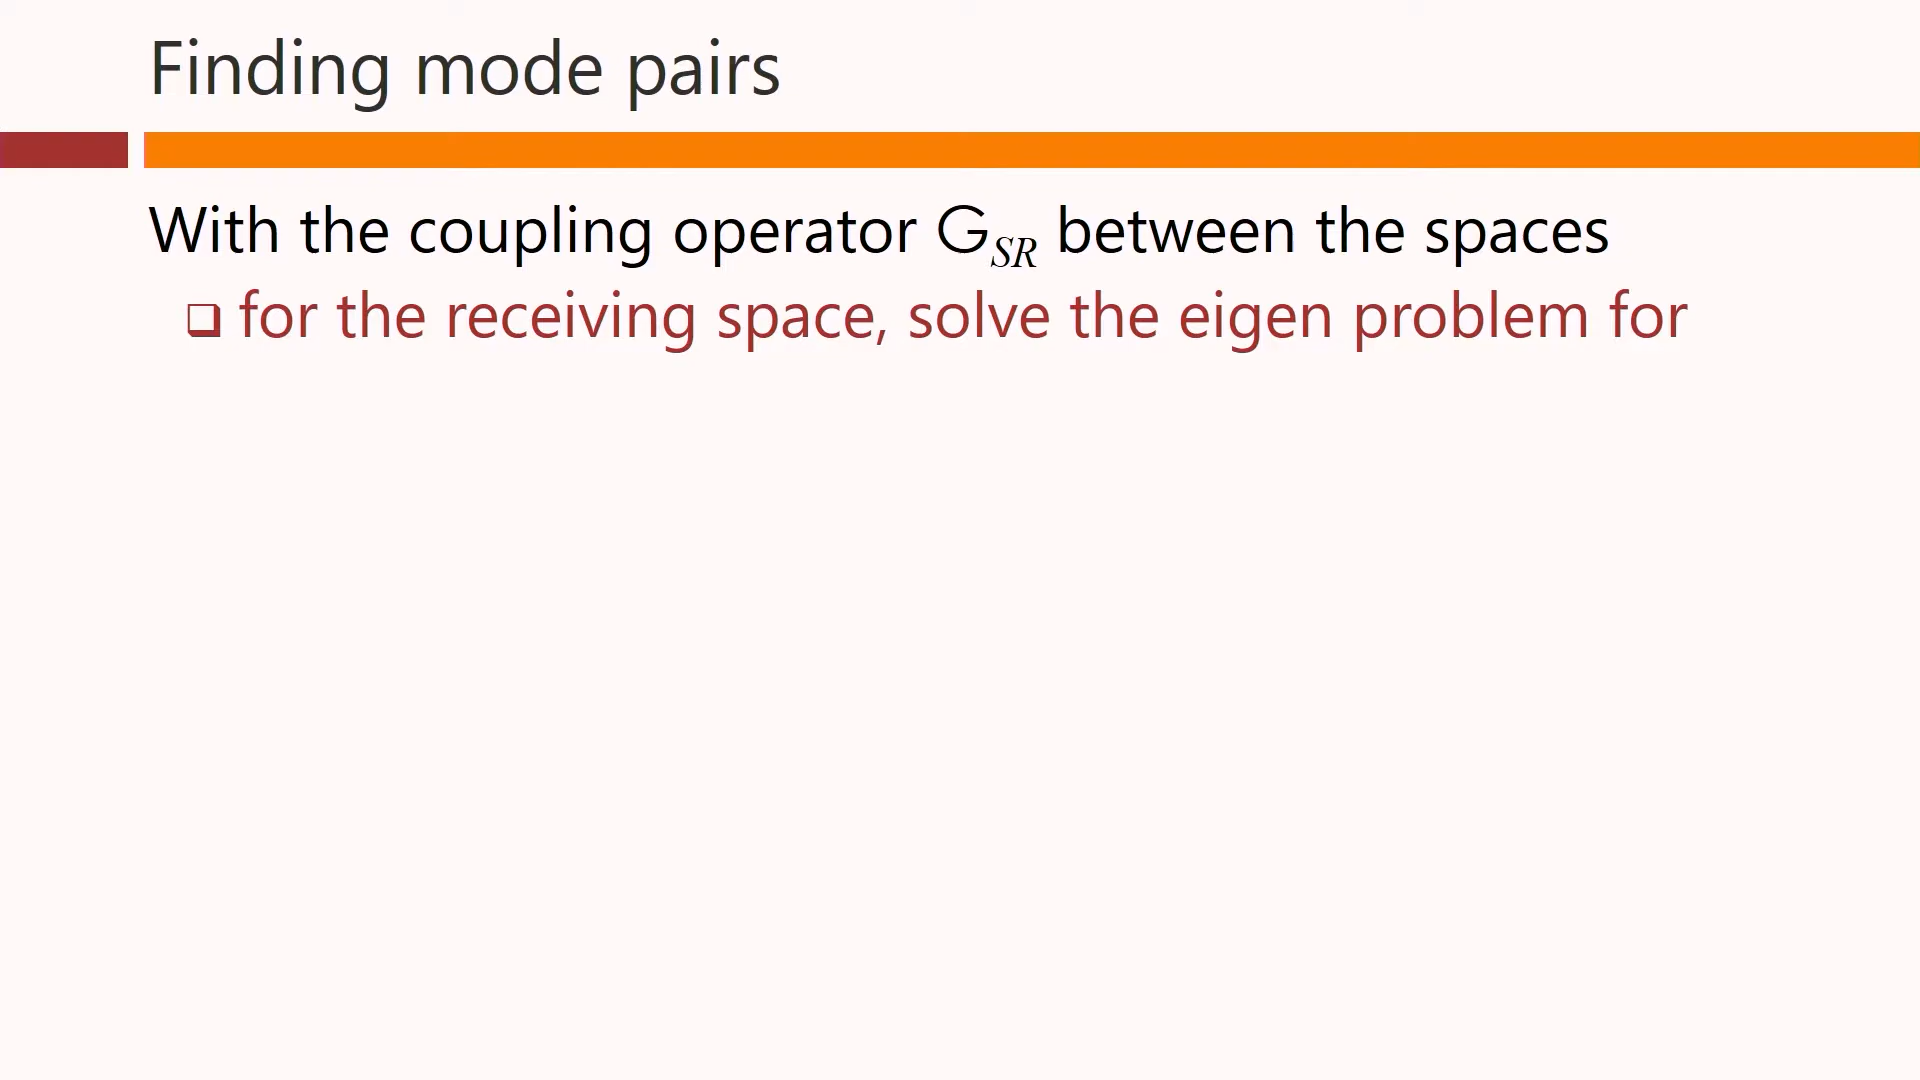 Finding mode pairs
With the coupling operator G_SR between the spaces
❑ for the receiving space, solve the eigen problem for